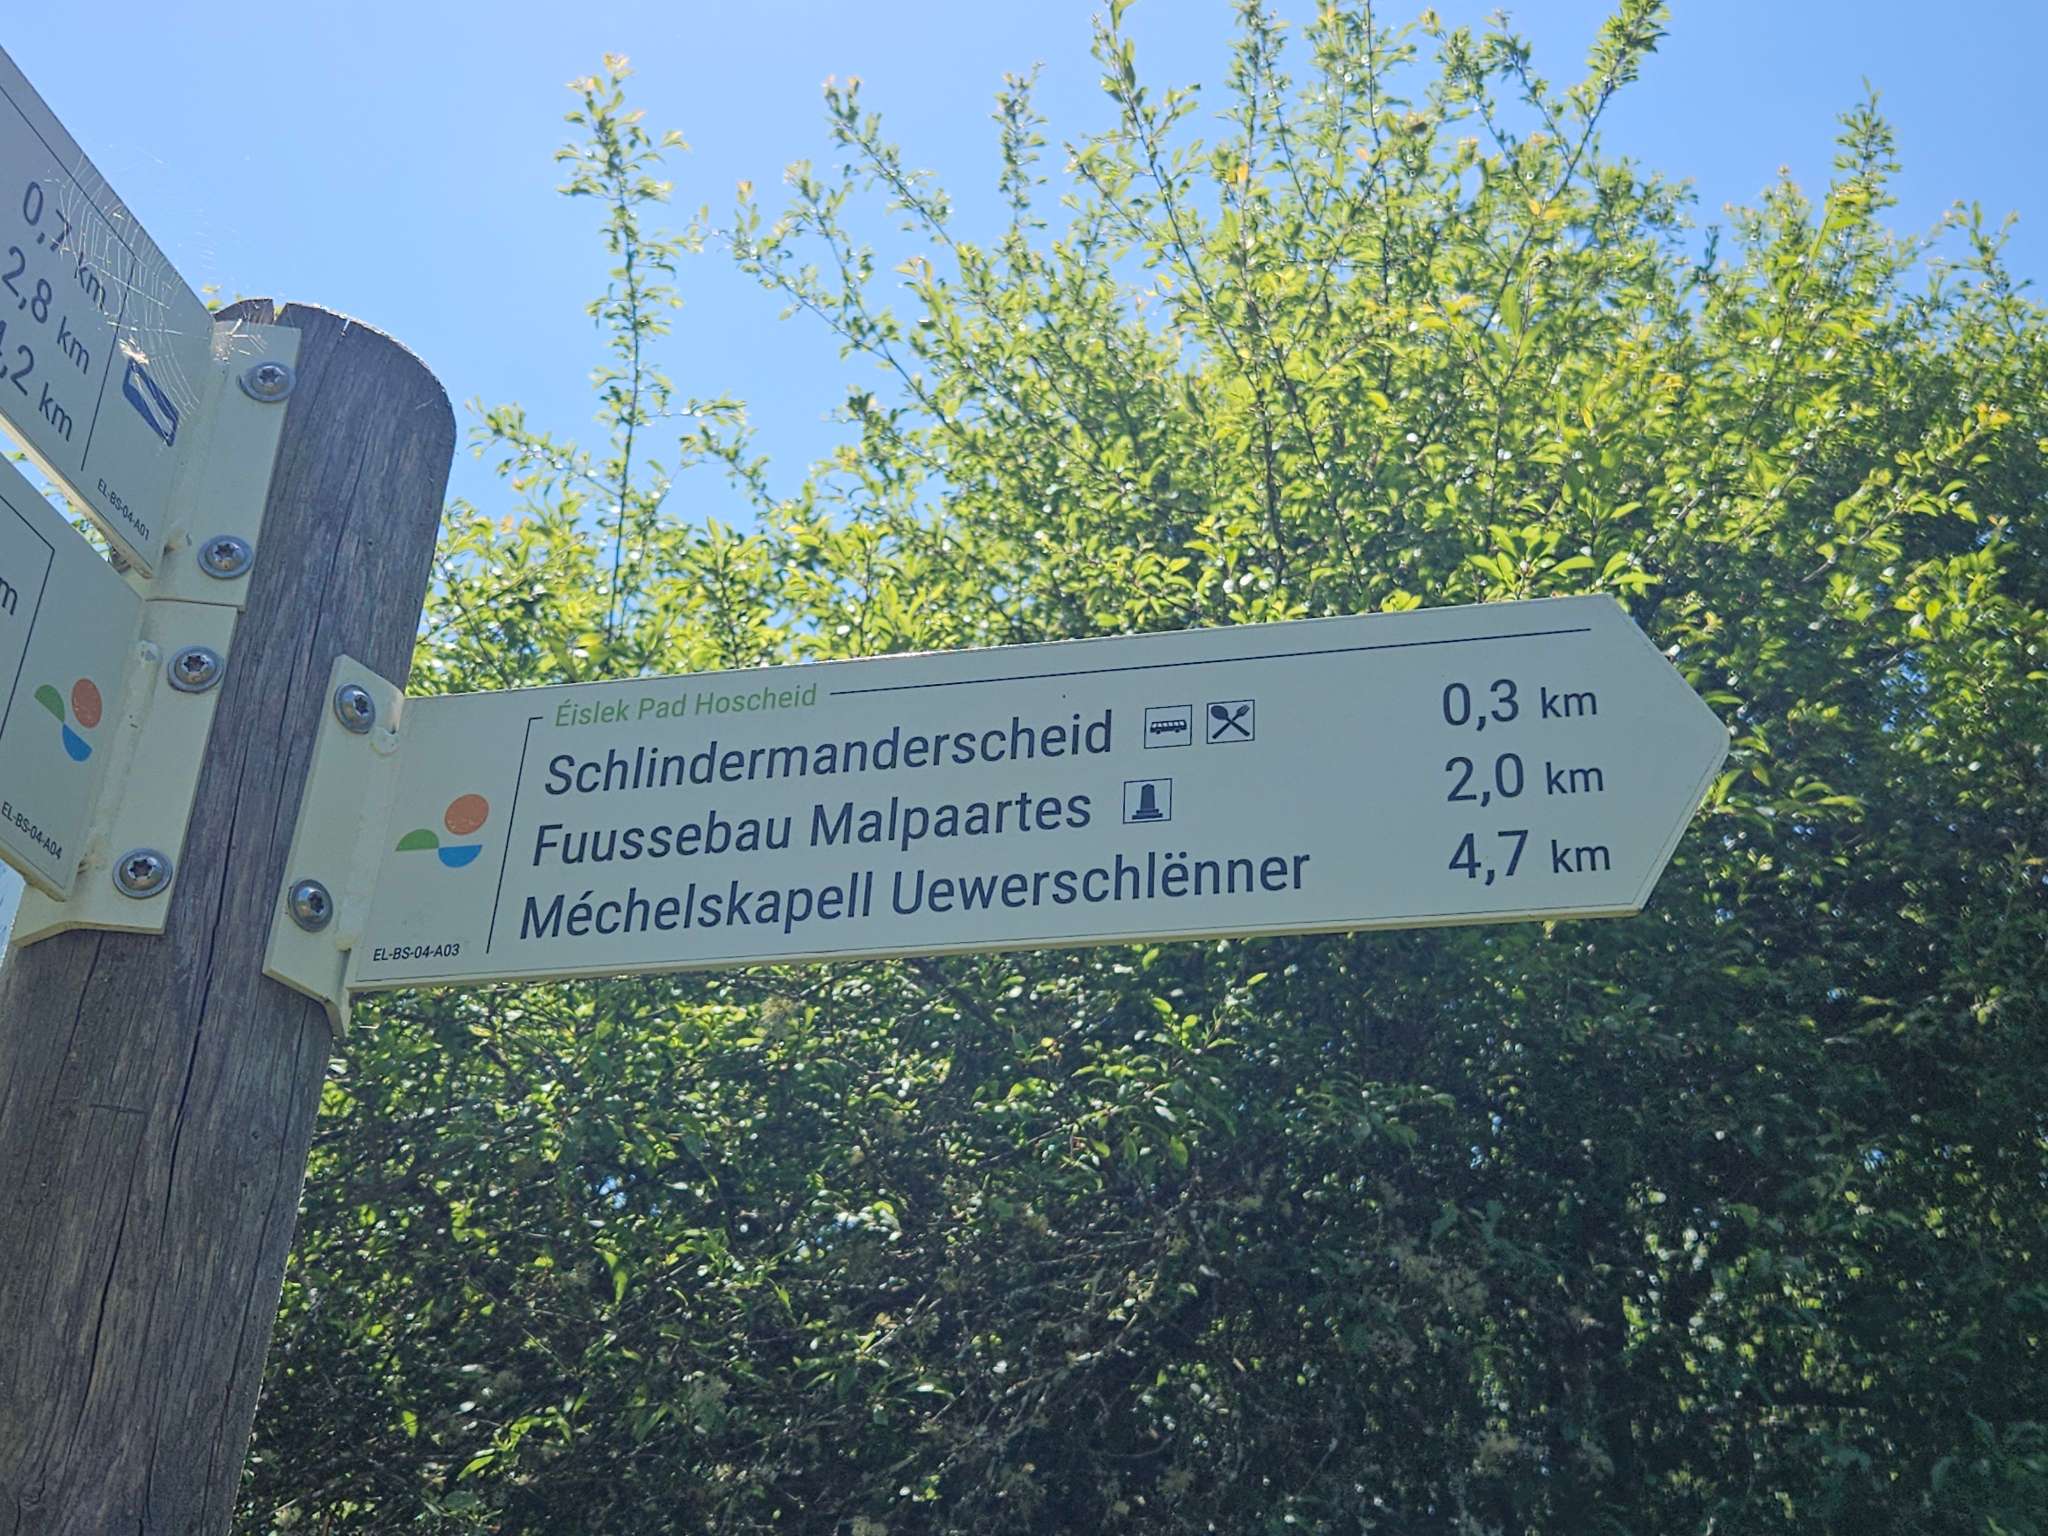 0,7 km
2,8 km
,2 km
EL-BS-04-A01
m
EL-BS-04-A04
Éislek Pad Hoscheid
Schlindermanderscheid 0,3 km
Fuussebau Malpaartes 2,0 km
Méchelskapell Uewerschlënner 4,7 km
EL-BS-04-A03